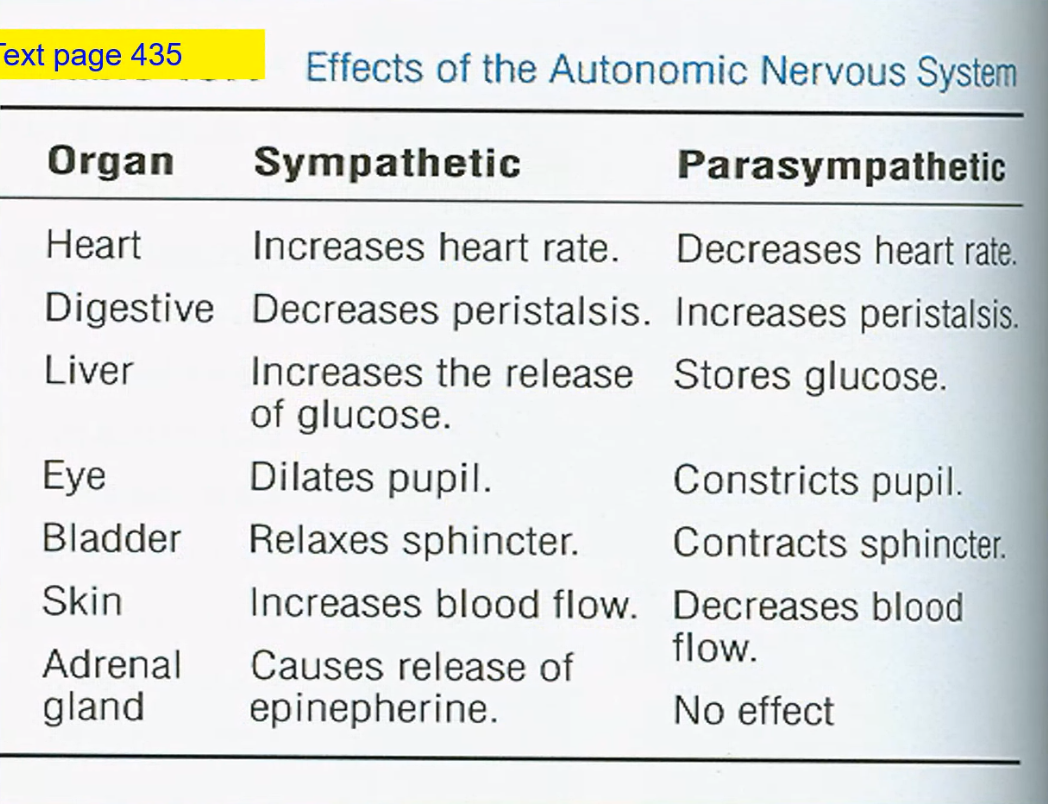 Text page 435
Effects of the Autonomic Nervous System
Organ Sympathetic Parasympathetic
Heart Increases heart rate. Decreases heart rate.
Digestive Decreases peristalsis. Increases peristalsis.
Liver Increases the release Stores glucose.
of glucose.
Eye Dilates pupil. Constricts pupil.
Bladder Relaxes sphincter. Contracts sphincter.
Skin Increases blood flow. Decreases blood
flow.
Adrenal Causes release of
gland epinepherine. No effect